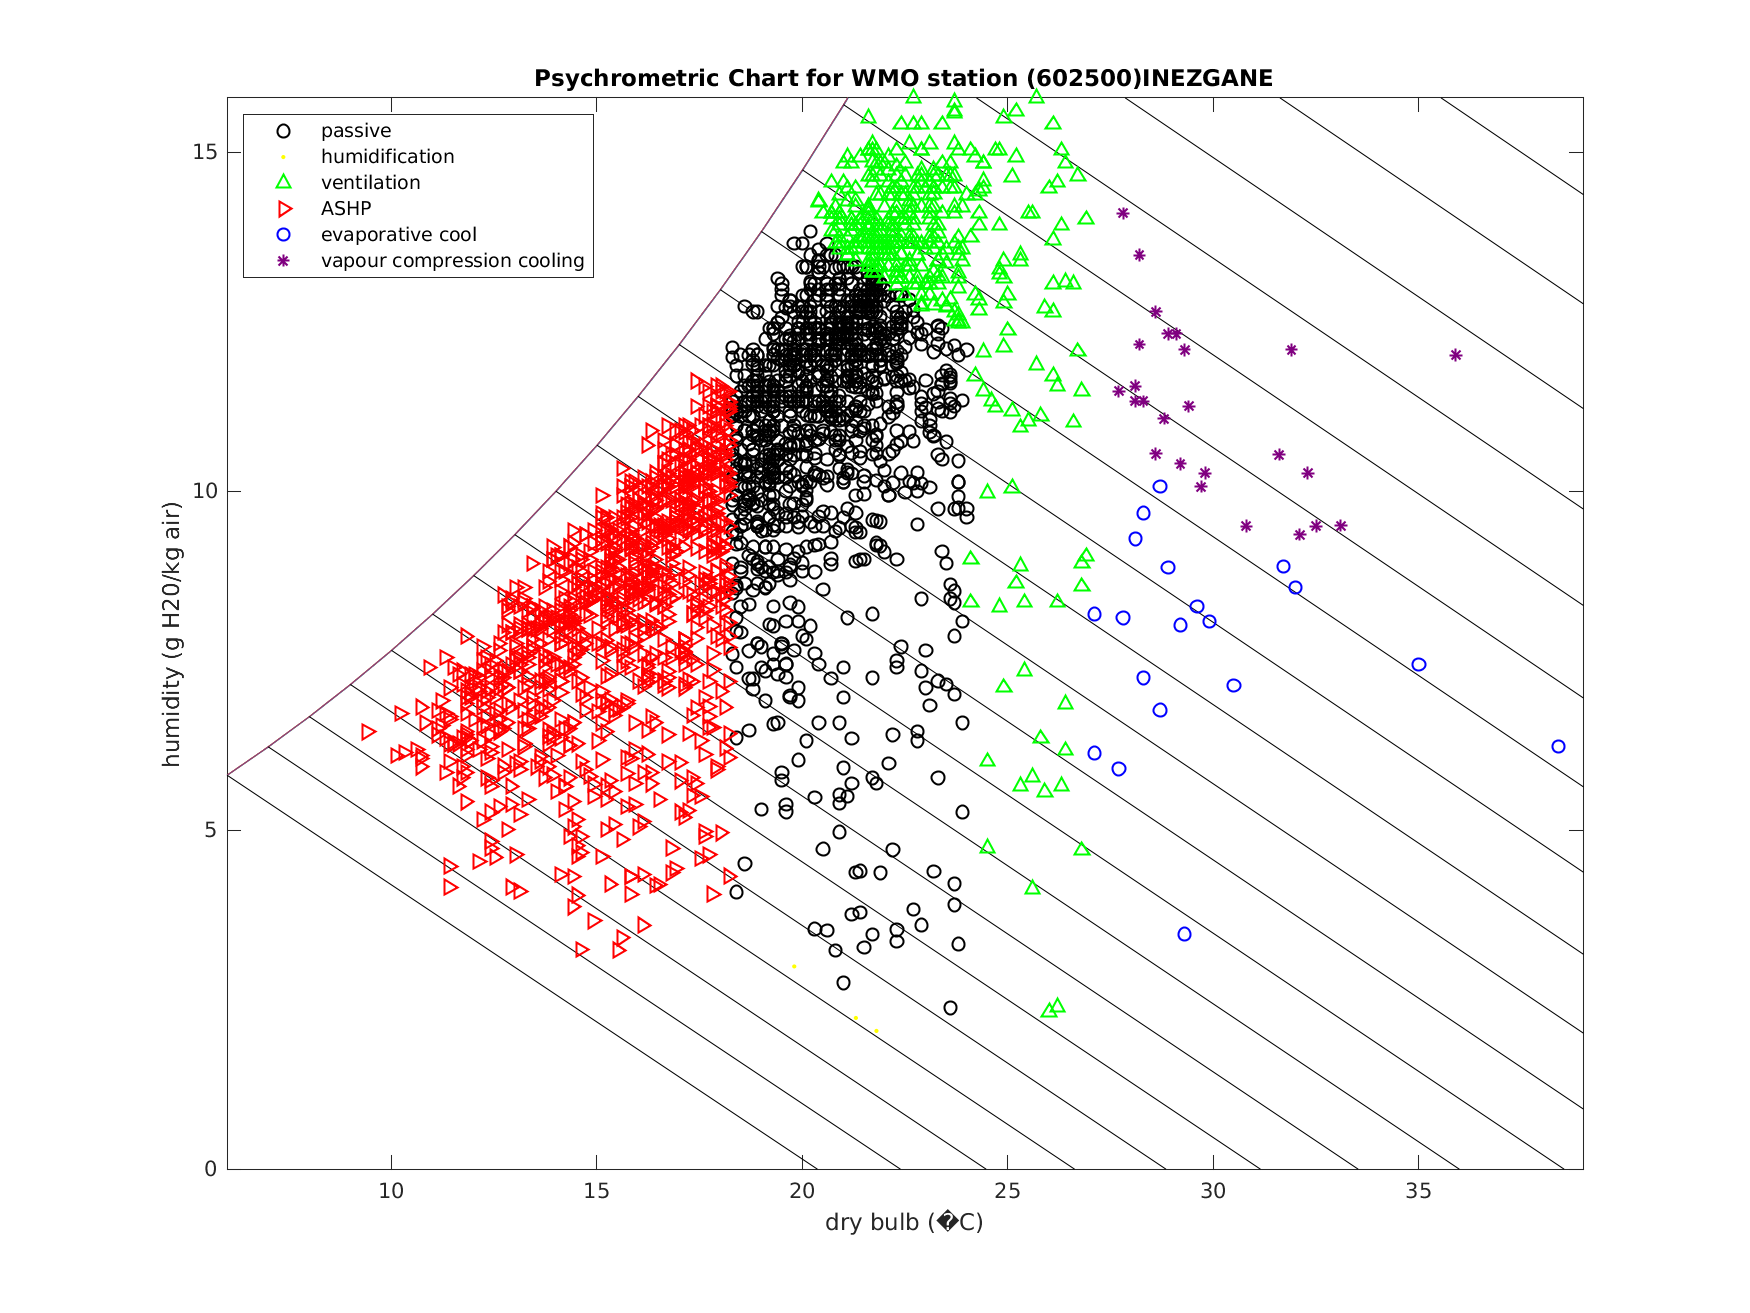 Psychrometric Chart for WMO station (602500)INEZGANE
passive
humidification
ventilation
ASHP
evaporative cool
vapour compression cooling
humidity (g H20/kg air)
15
10
5
0
10 15 20 25 30 35
dry bulb (�C)